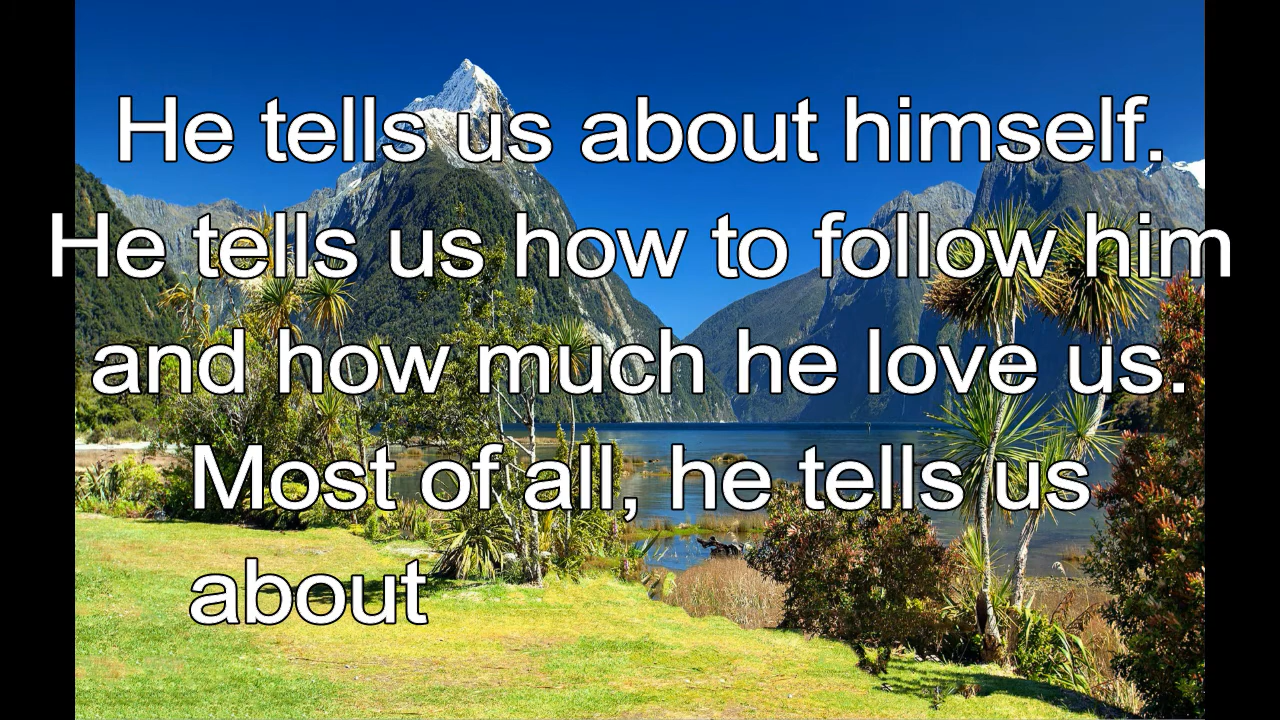 He tells us about himself.
He tells us how to follow him
and how much he love us.
Most of all, he tells us
about